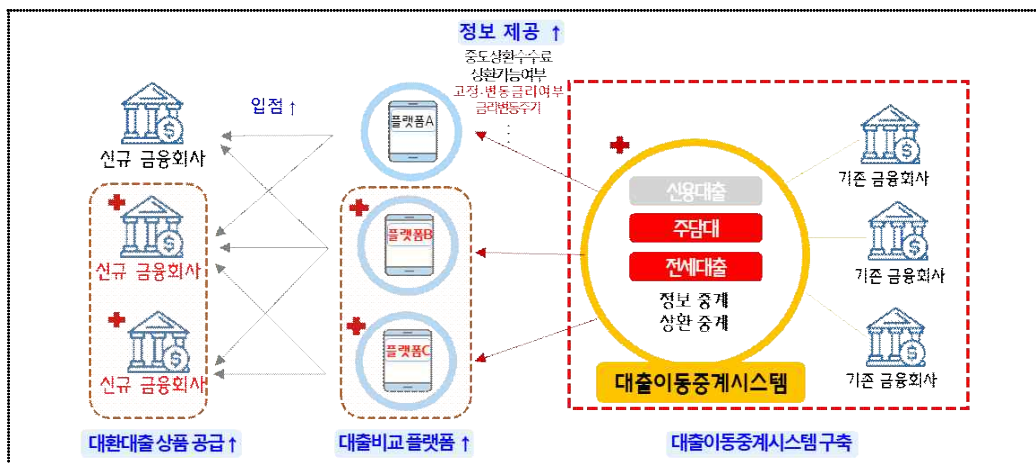 정보 제공 ↑
중도상환수수료
상환가능여부
고정·변동금리여부
금리변동주기
⋮
입점 ↑
신규 금융회사
신규 금융회사
신규 금융회사
플랫폼A
플랫폼B
플랫폼C
신용대출
주담대
전세대출
정보 중계
상환 중계
대출이동중계시스템
기존 금융회사
기존 금융회사
기존 금융회사
대환대출 상품 공급 ↑
대출비교 플랫폼 ↑
대출이동중계시스템 구축